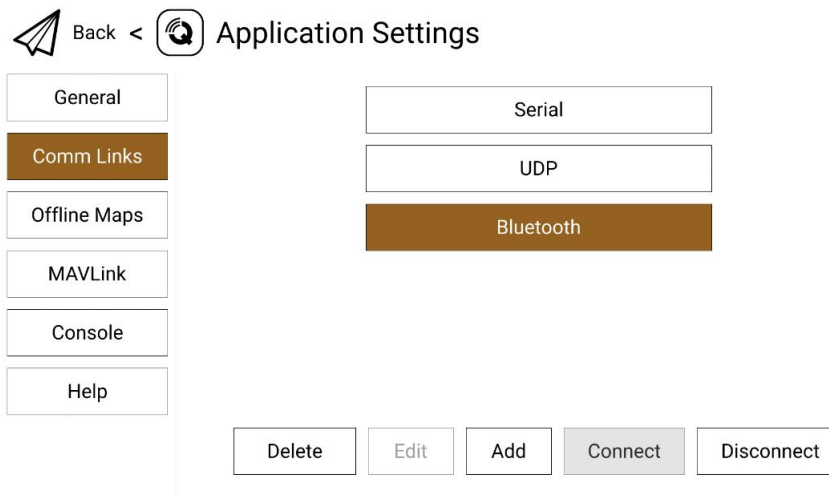 Back < Application Settings
General
Comm Links
Offline Maps
MAVLink
Console
Help
Serial
UDP
Bluetooth
Delete Edit Add Connect Disconnect